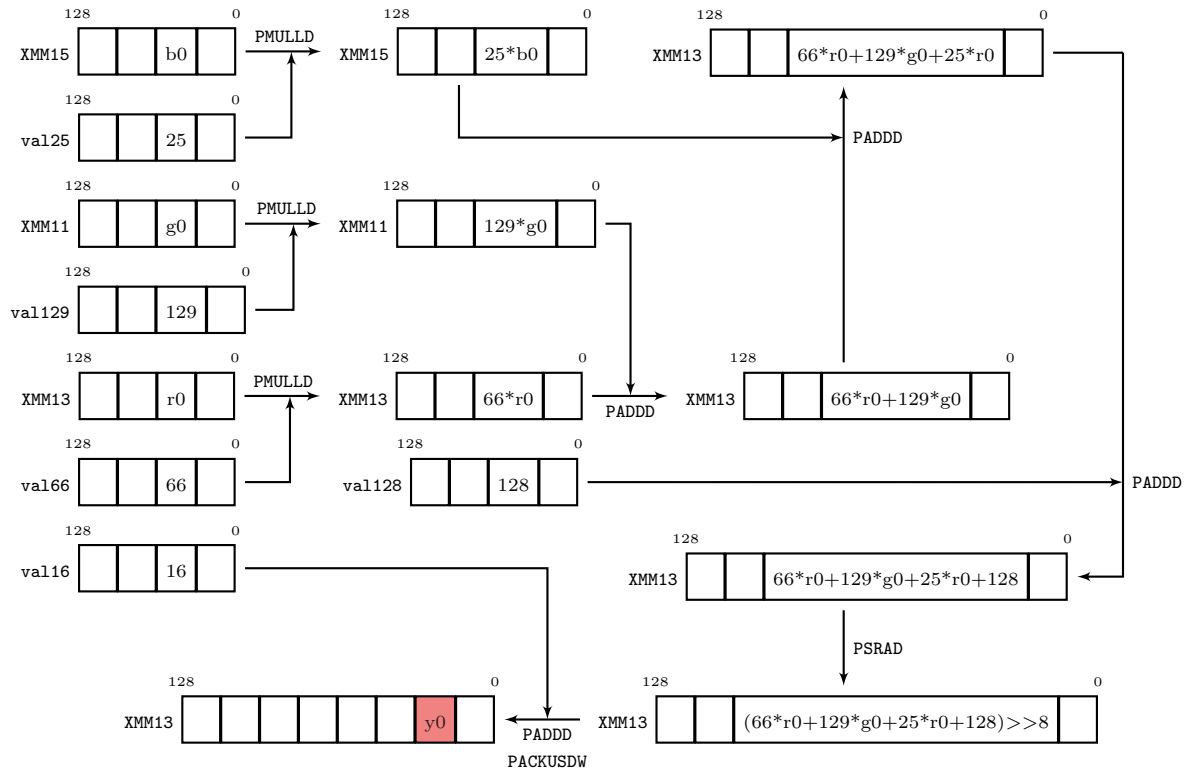 128 0
XMM15 b0
PMULLD
128 0
XMM15 25*b0
128 0
XMM13 66*r0+129*g0+25*r0
128 0
val25 25
PADDD
128 0
XMM11 g0
PMULLD
128 0
XMM11 129*g0
128 0
val129 129
128 0
XMM13 r0
PMULLD
128 0
XMM13 66*r0
PADDD
128 0
XMM13 66*r0+129*g0
128 0
val66 66
128 0
val128 128
PADDD
128 0
val16 16
128 0
XMM13 66*r0+129*g0+25*r0+128
PSRAD
128 0
XMM13 y0
PADDD
PACKUSDW
128 0
XMM13 (66*r0+129*g0+25*r0+128)>>8